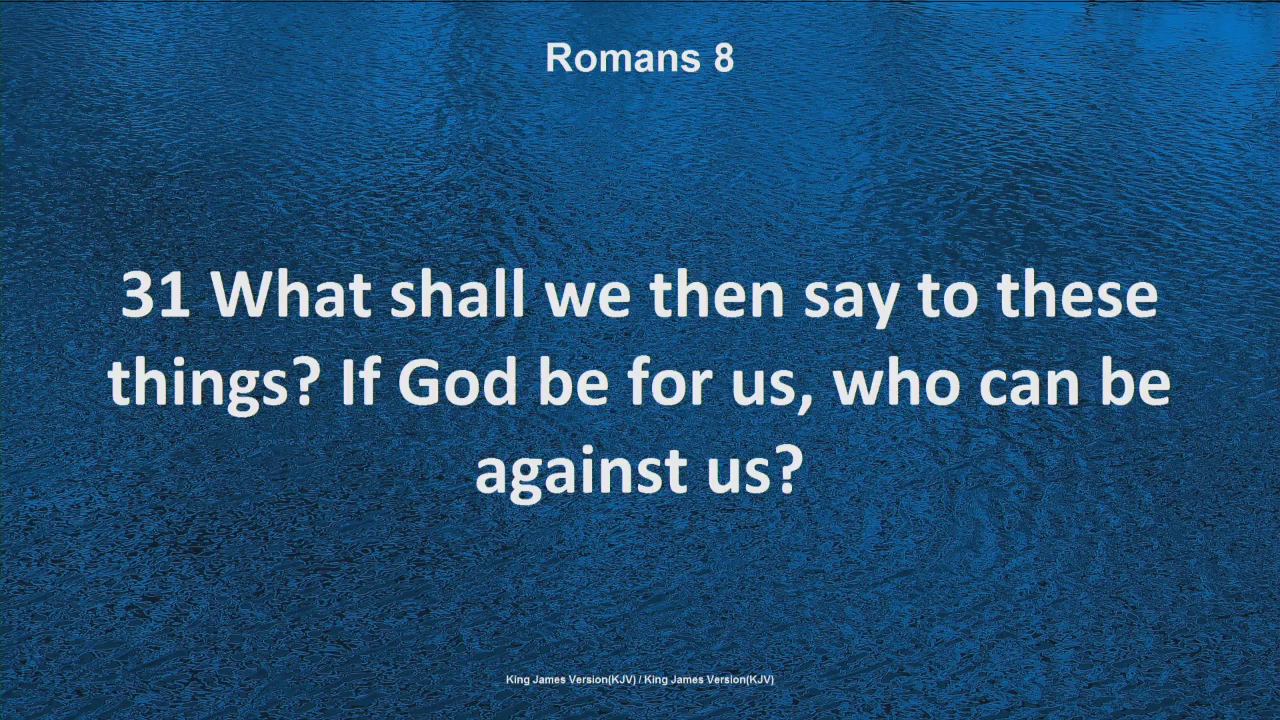 Romans 8
31 What shall we then say to these
things? If God be for us, who can be
against us?
King James Version(KJV) / King James Version(KJV)